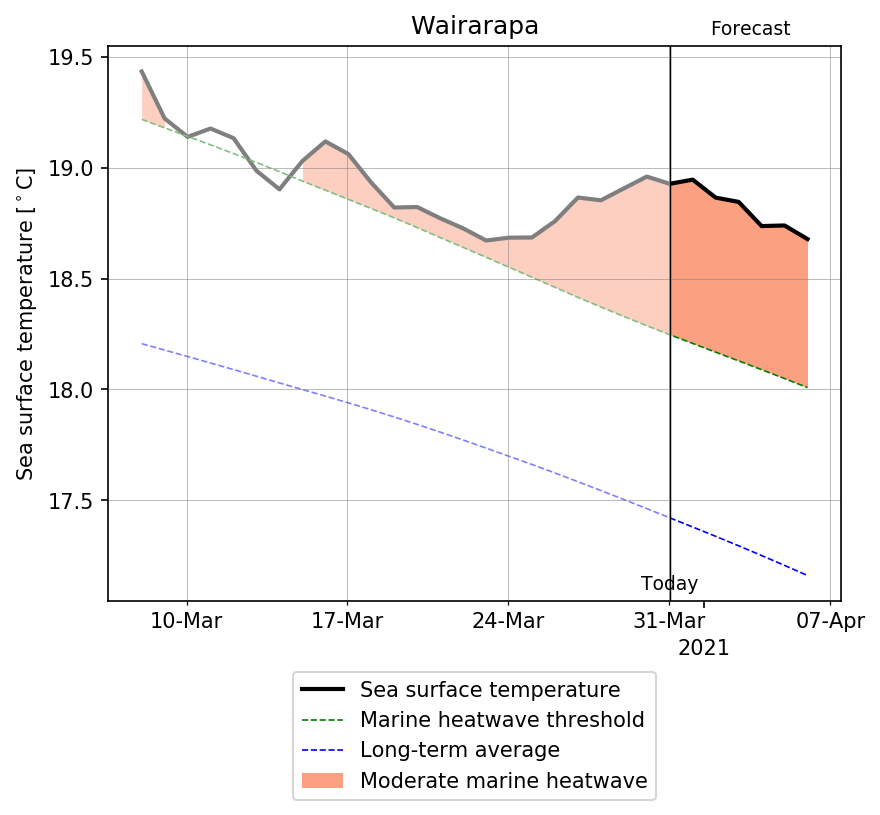 Wairarapa
Forecast
Sea surface temperature [°C]
19.5
19.0
18.5
18.0
17.5
Today
10-Mar
17-Mar
24-Mar
31-Mar
07-Apr
2021
Sea surface temperature
Marine heatwave threshold
Long-term average
Moderate marine heatwave